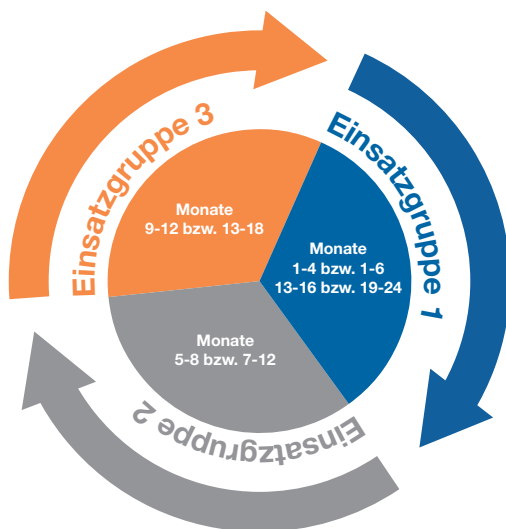 Einsatzgruppe 3
Einsatzgruppe 1
Monate
9-12 bzw. 13-18
Monate
1-4 bzw. 1-6
13-16 bzw. 19-24
Monate
5-8 bzw. 7-12
Einsatzgruppe 2